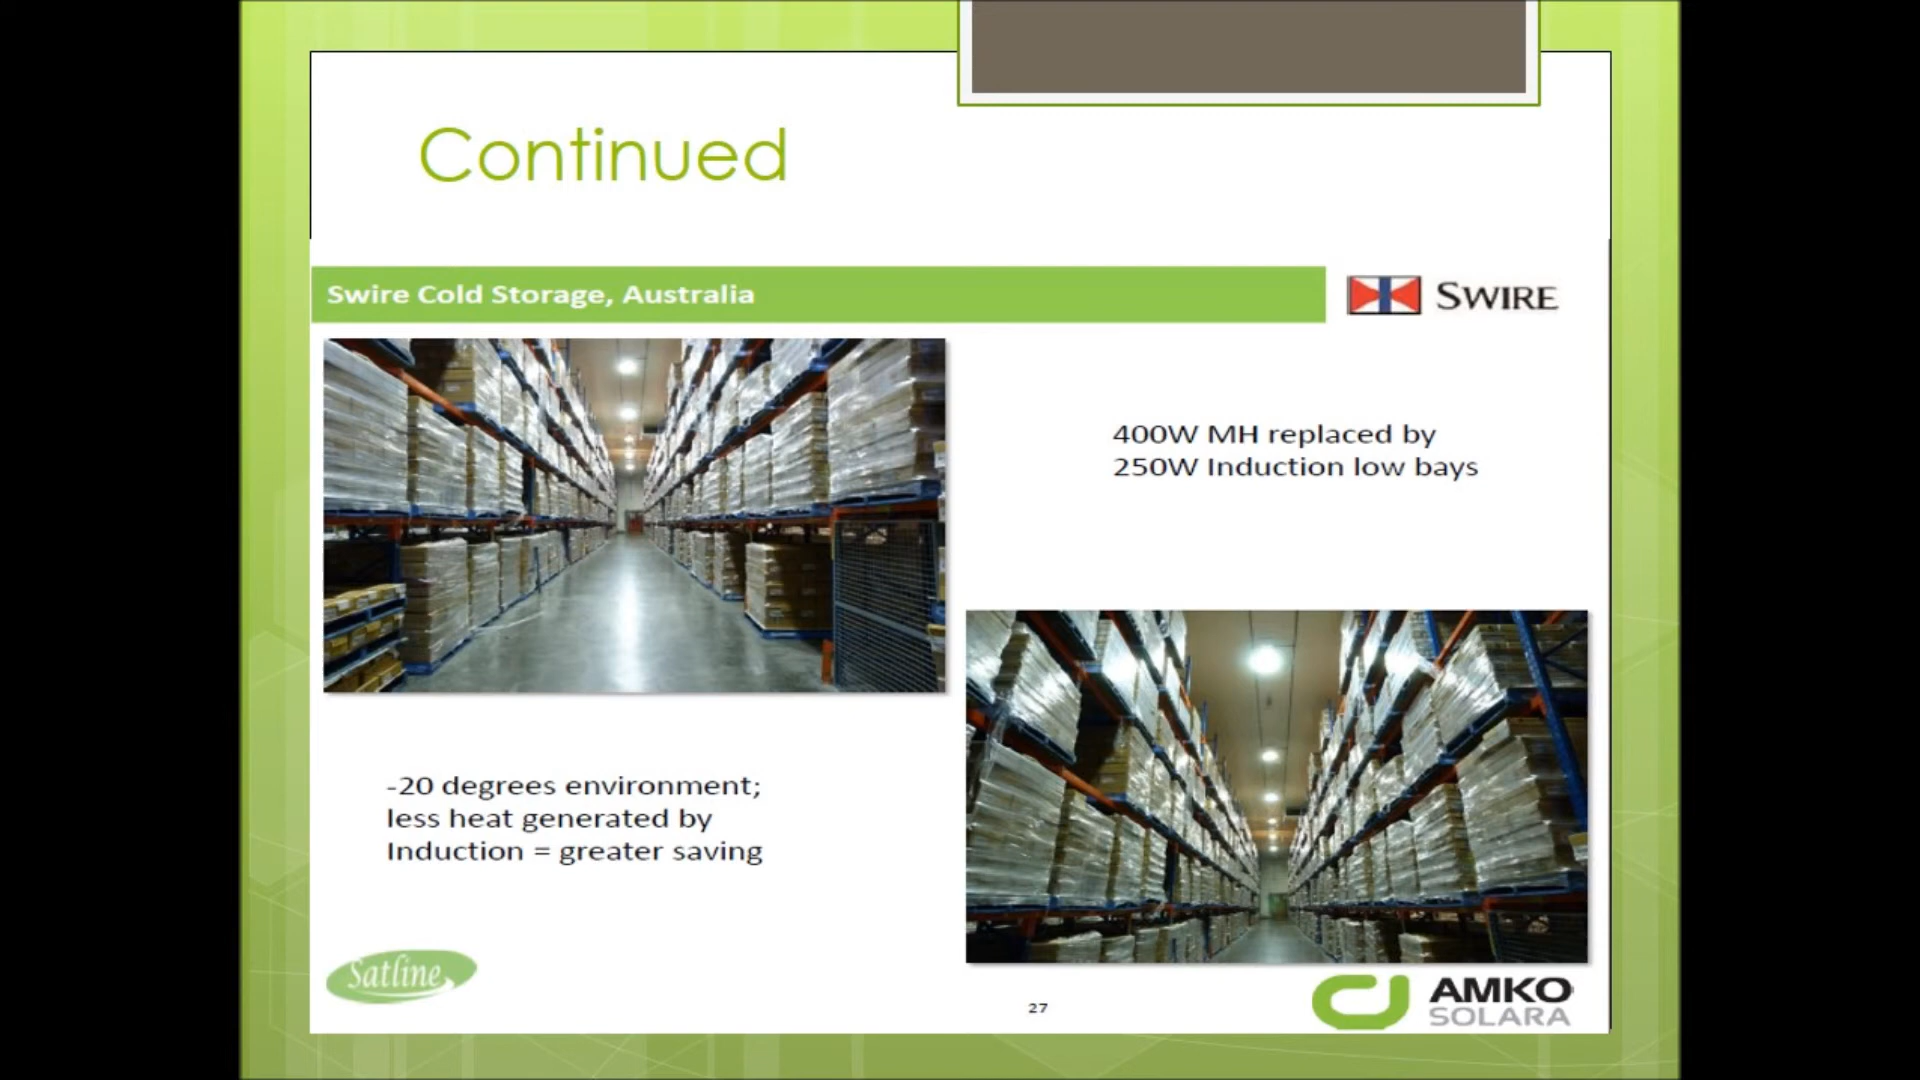 Continued
Swire Cold Storage, Australia
SWIRE
400W MH replaced by
250W Induction low bays
-20 degrees environment;
less heat generated by
Induction = greater saving
Satline
27
AMKO
SOLARA